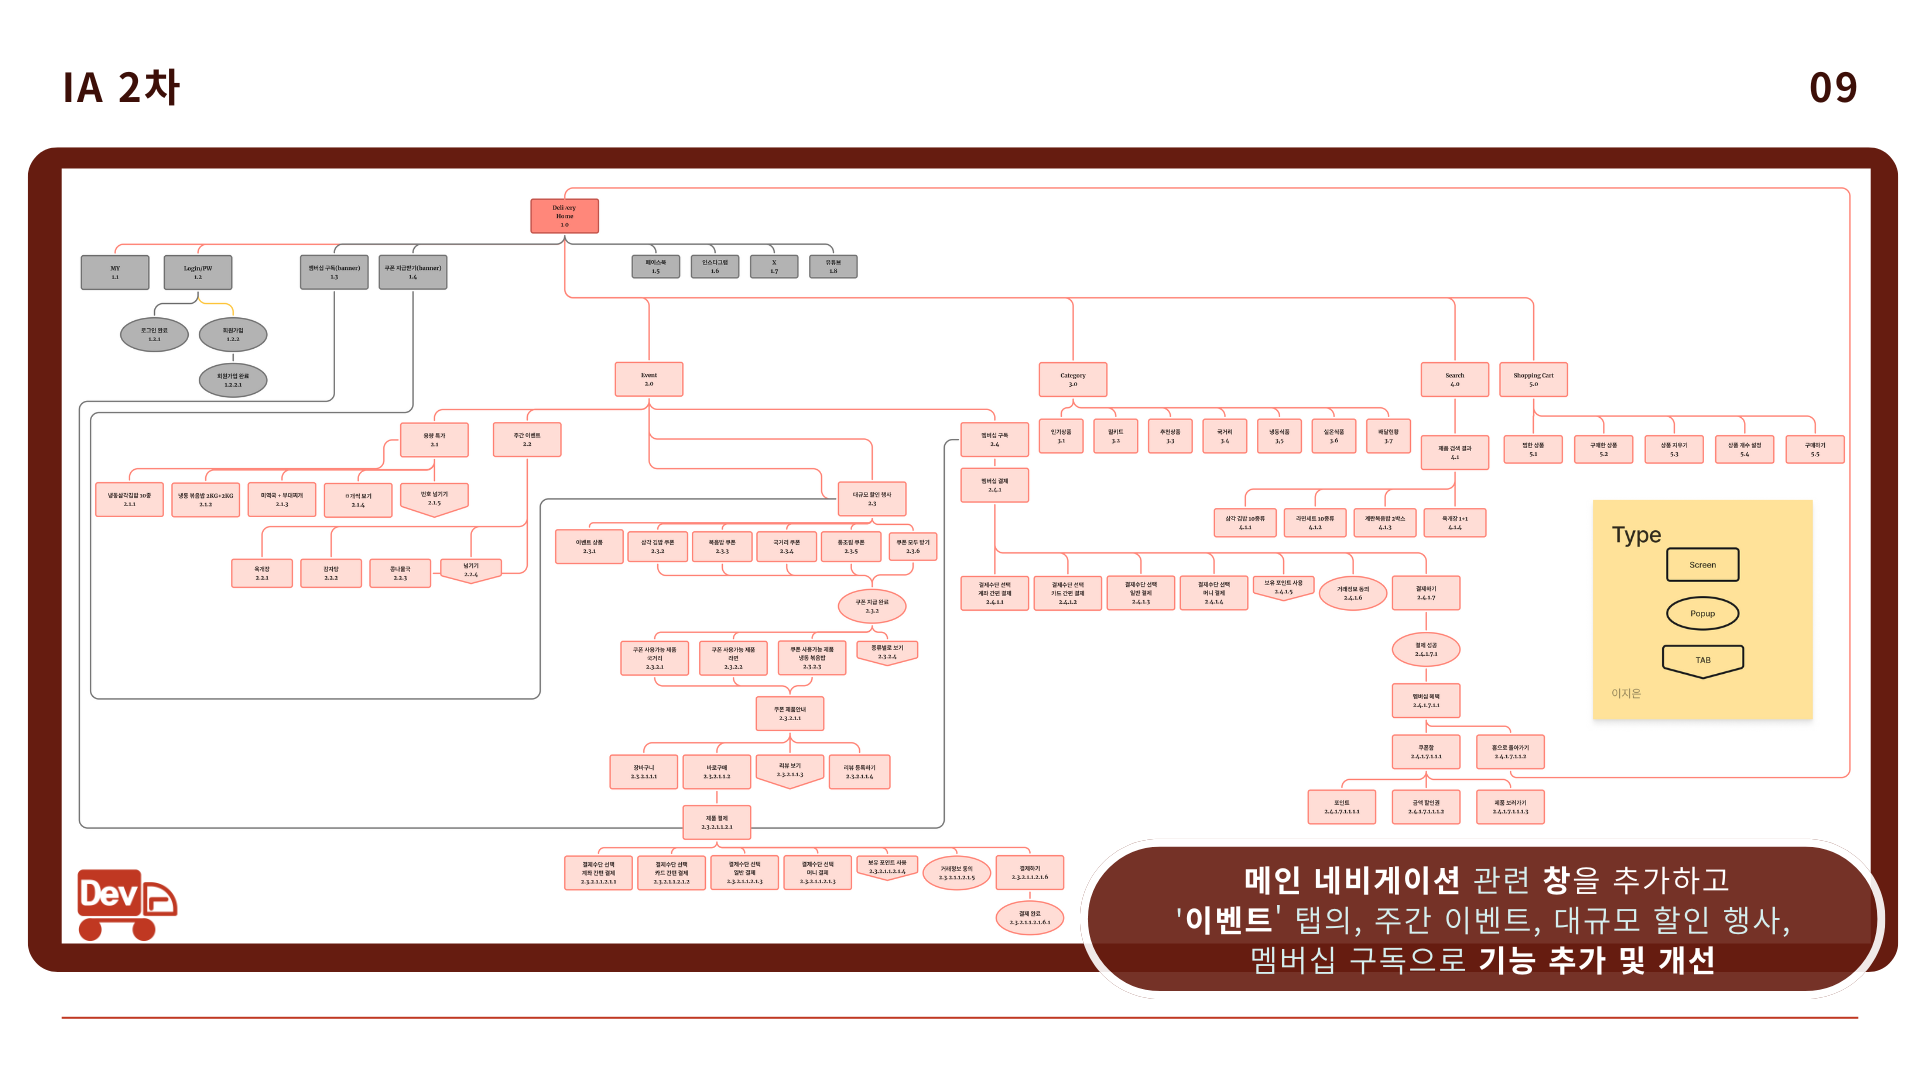 IA 2차
09
Delivery
Home
1.0
MY
1.1
Login/PW
1.2
멤버십 구독(banner)
1.3
쿠폰 지급받기(banner)
1.4
페이스북
1.5
인스타그램
1.6
X
1.7
유튜브
1.8
로그인 완료
1.2.1
회원가입
1.2.2
회원가입 완료
1.2.2.1
Event
2.0
Category
3.0
Search
4.0
Shopping Cart
5.0
용량 특가
2.1
주간 이벤트
2.2
멤버십 구독
2.4
인기상품
3.1
밀키트
3.2
추천상품
3.3
국거리
3.4
냉동식품
3.5
실온식품
3.6
배달현황
3.7
제품 검색 결과
4.1
찜한 상품
5.1
구매한 상품
5.2
상품 지우기
5.3
상품 개수 설정
5.4
구매하기
5.5
냉동삼각김밥 10종
2.1.1
냉동 볶음밥 2KG+2KG
2.1.2
미역국 + 부대찌개
2.1.3
2.1.4
번호 넘기기
2.1.5
멤버십 결제
2.4.1
대규모 할인 행사
2.3
삼각 김밥 10종류
4.1.1
라면세트 10종류
4.1.2
계란볶음밥 2박스
4.1.3
육개장 1+1
4.1.4
이벤트 상품
2.3.1
삼각 김밥 쿠폰
2.3.2
볶음밥 쿠폰
2.3.3
국거리 쿠폰
2.3.4
통조림 쿠폰
2.3.5
쿠폰 모두 받기
2.3.6
육개장
2.2.1
감자탕
2.2.2
콩나물국
2.2.3
넘기기
2.2.4
쿠폰 지급 완료
2.3.2
결제수단 선택
계좌 간편 결제
2.4.1.1
결제수단 선택
카드 간편 결제
2.4.1.2
결제수단 선택
일반 결제
2.4.1.3
결제수단 선택
머니 결제
2.4.1.4
보유 포인트 사용
2.4.1.5
거래정보 동의
2.4.1.6
결제하기
2.4.1.7
쿠폰 사용가능 제품
국거리
2.3.2.1
쿠폰 사용가능 제품
라면
2.3.2.2
쿠폰 사용가능 제품
냉동 볶음밥
2.3.2.3
종류별로 보기
2.3.2.4
결제 성공
2.4.1.7.1
쿠폰 제품안내
2.3.2.1.1
멤버십 혜택
2.4.1.7.1.1
장바구니
2.3.2.1.1.1
바로구매
2.3.2.1.1.2
리뷰 보기
2.3.2.1.1.3
리뷰 등록하기
2.3.2.1.1.4
쿠폰함
2.4.1.7.1.1.1
홈으로 돌아가기
2.4.1.7.1.1.2
포인트
2.4.1.7.1.1.1.1
금액 할인권
2.4.1.7.1.1.1.2
제품 보러가기
2.4.1.7.1.1.1.3
제품 결제
2.3.2.1.1.2.1
결제수단 선택
계좌 간편 결제
2.3.2.1.1.2.1.1
결제수단 선택
카드 간편 결제
2.3.2.1.1.2.1.2
결제수단 선택
일반 결제
2.3.2.1.1.2.1.3
결제수단 선택
머니 결제
2.3.2.1.1.2.1.3
보유 포인트 사용
2.3.2.1.1.2.1.4
거래정보 동의
2.3.2.1.1.2.1.5
결제하기
2.3.2.1.1.2.1.6
결제 완료
2.3.2.1.1.2.1.6.1
Type
Screen
Popup
TAB
이지은
Dev
메인 네비게이션 관련 창을 추가하고
'이벤트' 탭의, 주간 이벤트, 대규모 할인 행사,
멤버십 구독으로 기능 추가 및 개선